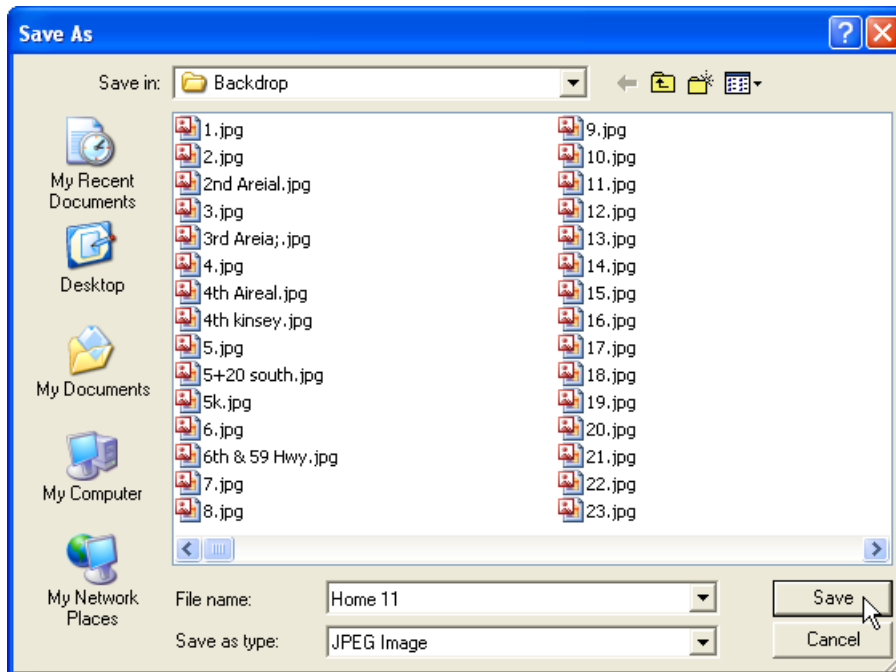 Save As
Save in:
Backdrop
My Recent
Documents
Desktop
My Documents
My Computer
My Network
Places
1.jpg
2.jpg
2nd Areial.jpg
3.jpg
3rd Areia;.jpg
4.jpg
4th Aireal.jpg
4th kinsey.jpg
5.jpg
5+20 south.jpg
5k.jpg
6.jpg
6th & 59 Hwy.jpg
7.jpg
8.jpg
9.jpg
10.jpg
11.jpg
12.jpg
13.jpg
14.jpg
15.jpg
16.jpg
17.jpg
18.jpg
19.jpg
20.jpg
21.jpg
22.jpg
23.jpg
File name:
Home 11
Save
Save as type:
JPEG Image
Cancel